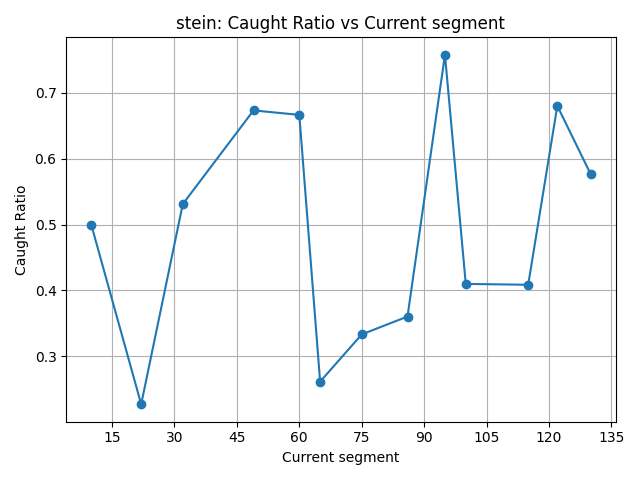 stein: Caught Ratio vs Current segment
Caught Ratio
0.7
0.6
0.5
0.4
0.3
15 30 45 60 75 90 105 120 135
Current segment